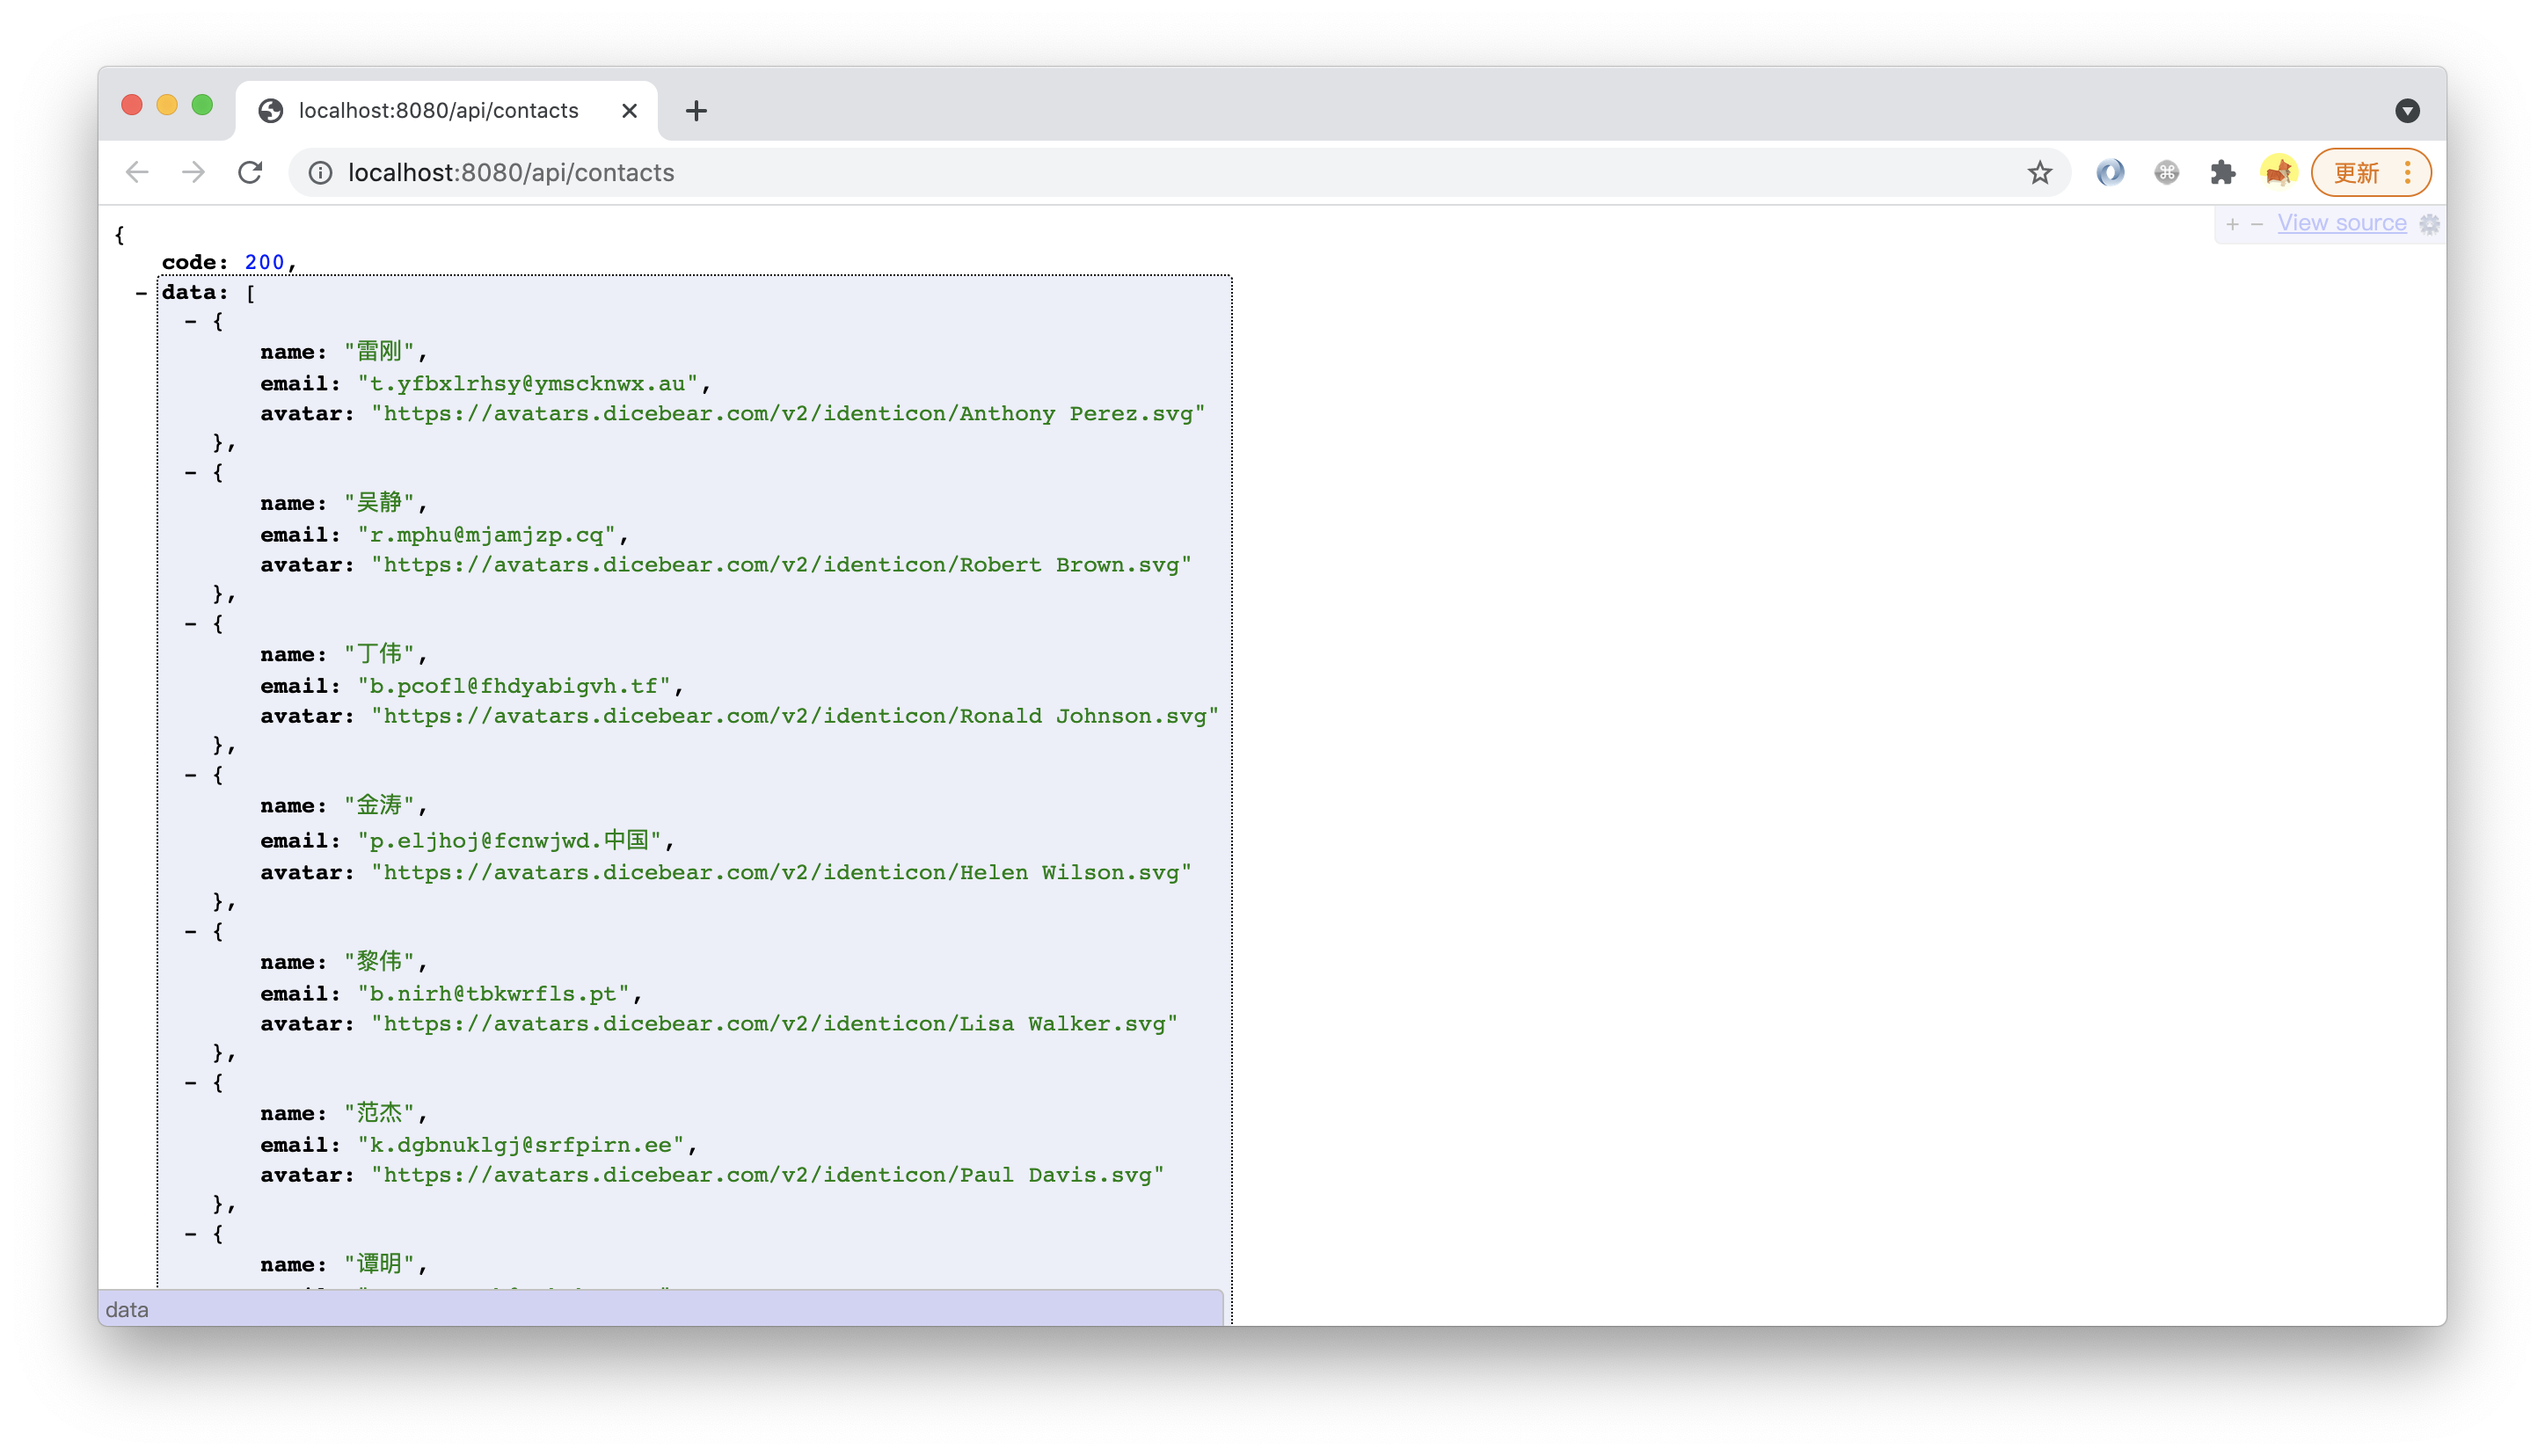 localhost:8080/api/contacts
localhost:8080/api/contacts
更新
+ − View source
{
code: 200,
- data: [
- {
name: "雷刚",
email: "t.yfbxlrhsy@ymscknwx.au",
avatar: "https://avatars.dicebear.com/v2/identicon/Anthony Perez.svg"
},
- {
name: "吴静",
email: "r.mphu@mjamjzp.cq",
avatar: "https://avatars.dicebear.com/v2/identicon/Robert Brown.svg"
},
- {
name: "丁伟",
email: "b.pcofl@fhdyabigvh.tf",
avatar: "https://avatars.dicebear.com/v2/identicon/Ronald Johnson.svg"
},
- {
name: "金涛",
email: "p.eljhoj@fcnwjwd.中国",
avatar: "https://avatars.dicebear.com/v2/identicon/Helen Wilson.svg"
},
- {
name: "黎伟",
email: "b.nirh@tbkwrfls.pt",
avatar: "https://avatars.dicebear.com/v2/identicon/Lisa Walker.svg"
},
- {
name: "范杰",
email: "k.dgbnuklgj@srfpirn.ee",
avatar: "https://avatars.dicebear.com/v2/identicon/Paul Davis.svg"
},
- {
name: "谭明",
data